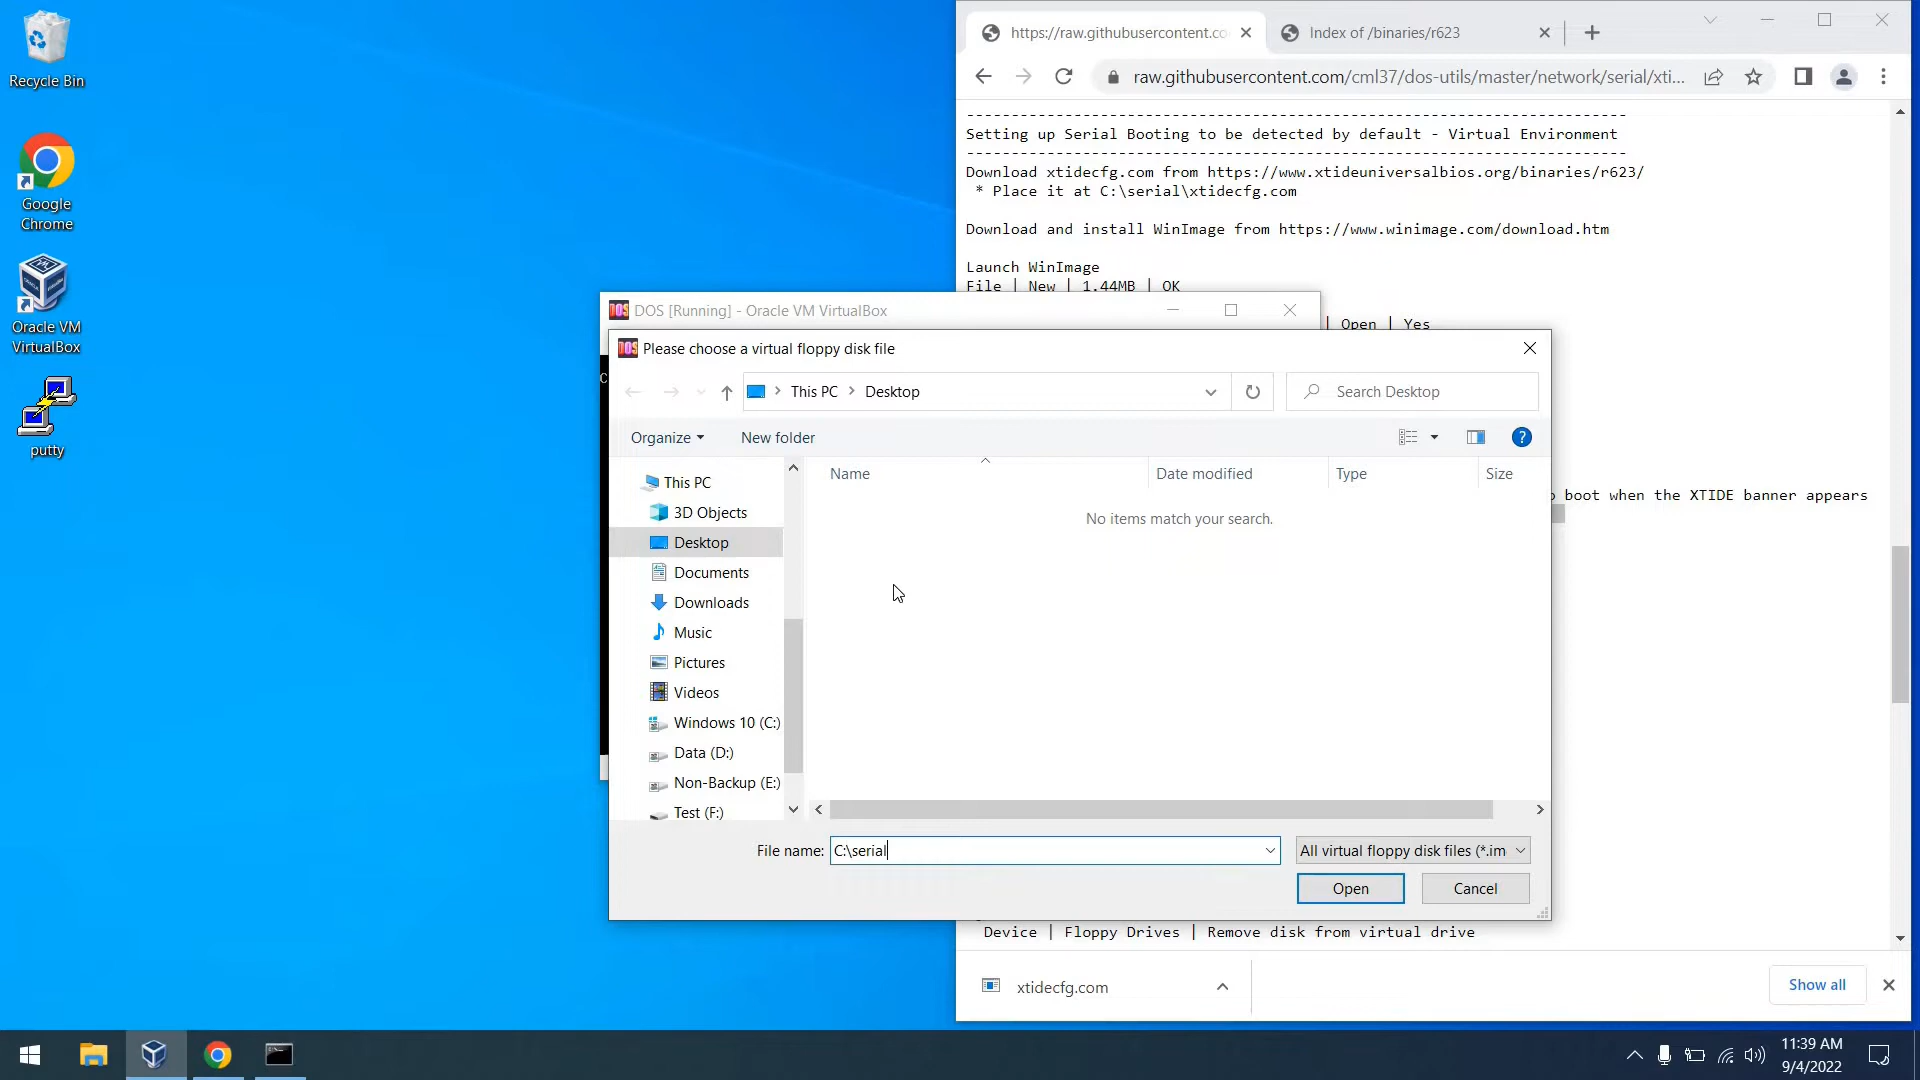 Recycle Bin
Google
Chrome
Oracle VM
VirtualBox
putty
https://raw.githubusercontent.co
Index of /binaries/r623
raw.githubusercontent.com/cml37/dos-utils/master/network/serial/xti...
Setting up Serial Booting to be detected by default - Virtual Environment
Download xtidecfg.com from https://www.xtideuniversalbios.org/binaries/r623/
* Place it at C:\serial\xtidecfg.com
Download and install WinImage from https://www.winimage.com/download.htm
Launch WinImage
File | New | 1.44MB | OK
| Open | Yes
boot when the XTIDE banner appears
Device | Floppy Drives | Remove disk from virtual drive
DOS [Running] - Oracle VM VirtualBox
C
Please choose a virtual floppy disk file
This PC > Desktop
Search Desktop
Organize
New folder
Name
Date modified
Type
Size
No items match your search.
This PC
3D Objects
Desktop
Documents
Downloads
Music
Pictures
Videos
Windows 10 (C:)
Data (D:)
Non-Backup (E:)
Test (F:)
File name:
C:\serial
All virtual floppy disk files (*.im
Open
Cancel
xtidecfg.com
Show all
11:39 AM
9/4/2022